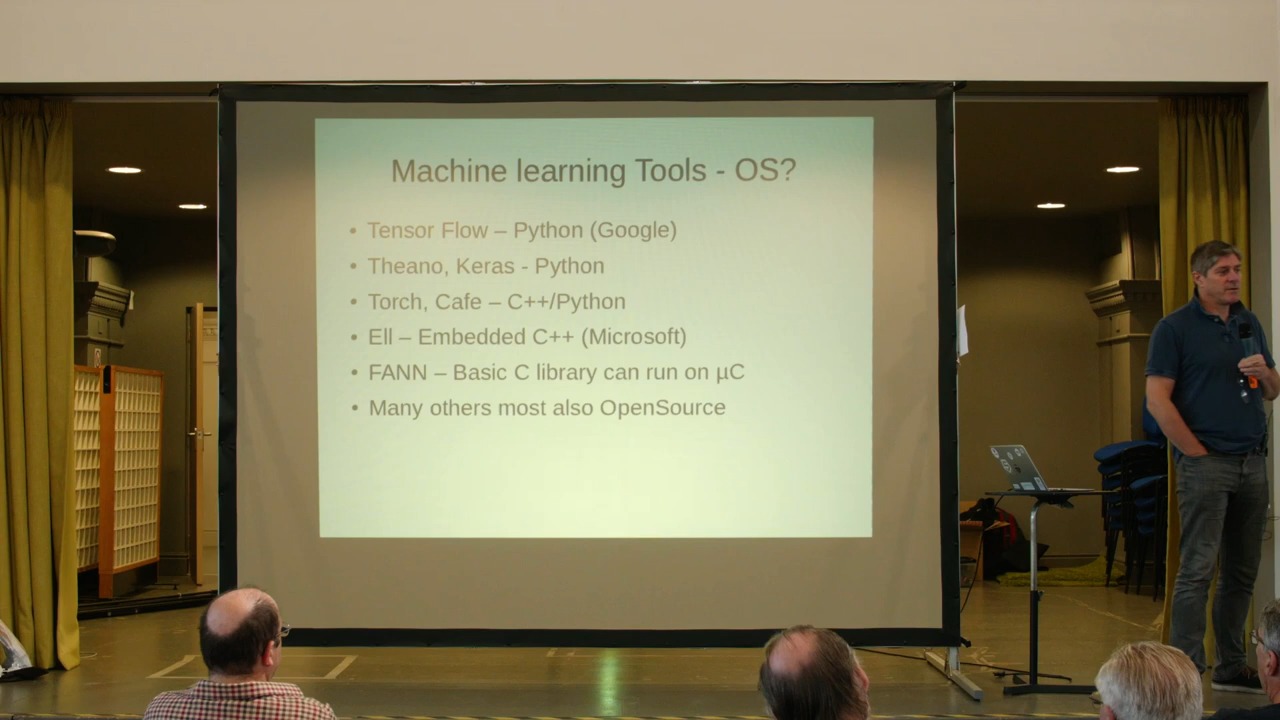 Machine learning Tools - OS?
• Tensor Flow – Python (Google)
• Theano, Keras - Python
• Torch, Cafe – C++/Python
• Ell – Embedded C++ (Microsoft)
• FANN – Basic C library can run on µC
• Many others most also OpenSource